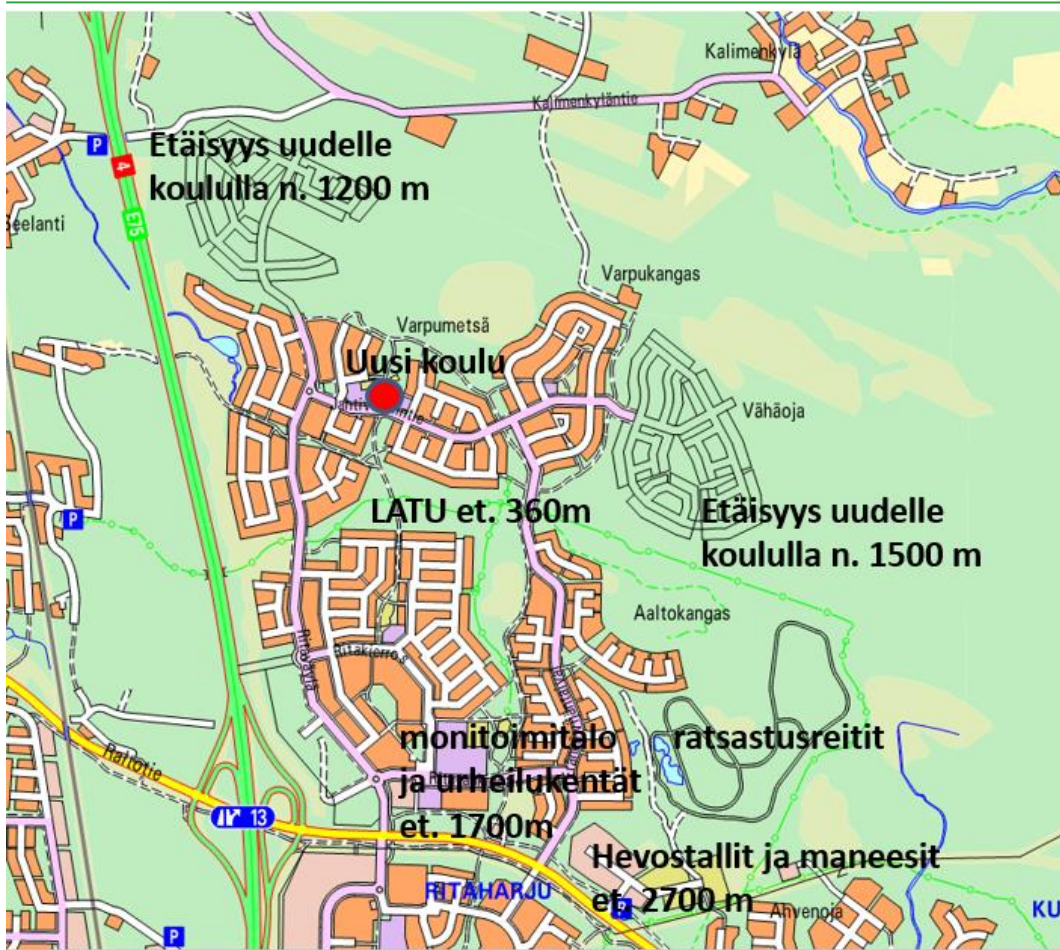 Kalimenkylä
Kalimenkyläntie
P
4
E75
Etäisyys uudelle
koululla n. 1200 m
Seelanti
Varpukangas
Varpumetsä
Uusi koulu
Vähäoja
P
LATU et. 360m
Etäisyys uudelle
koululla n. 1500 m
Aaltokangas
Ritaväylä
Ritakierros
monitoimitalo
ja urheilukentät
et. 1700m
ratsastusreitit
Raitotie
13
Hevostallit ja maneesit
et. 2700 m
RITAHARJU
P
Ahvenoja
KU
P